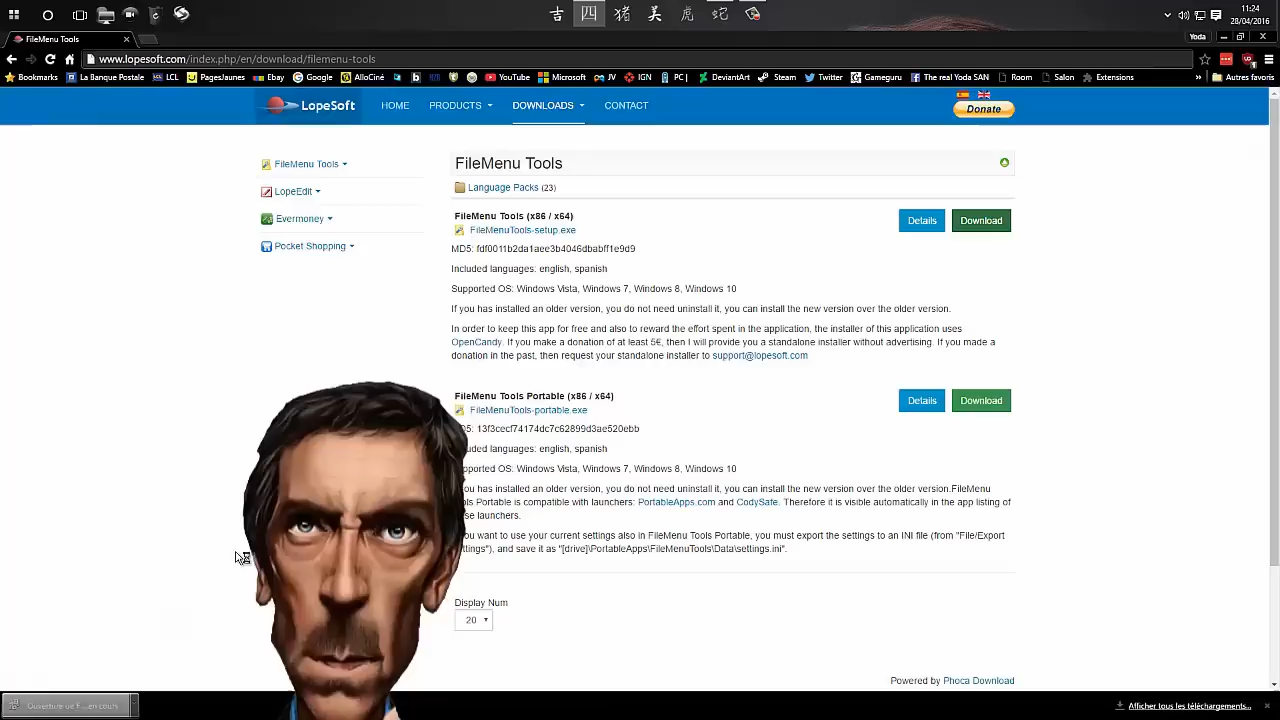 吉 四 猪 美 虎 蛇
11:24
28/04/2016
FileMenu Tools
Yoda
www.lopesoft.com/index.php/en/download/filemenu-tools
Bookmarks La Banque Postale LCL PagesJaunes Ebay Google AlloCiné YouTube Microsoft JV IGN PC | DeviantArt Steam Twitter Gameguru The real Yoda SAN Room Salon Extensions Autres favoris
LopeSoft HOME PRODUCTS DOWNLOADS CONTACT Donate
FileMenu Tools
LopeEdit
Evermoney
Pocket Shopping
FileMenu Tools
Language Packs (23)
FileMenu Tools (x86 / x64) Details Download
FileMenuTools-setup.exe
MD5: fdf0011b2da1aee3b4046dbabff1e9d9
Included languages: english, spanish
Supported OS: Windows Vista, Windows 7, Windows 8, Windows 10
If you has installed an older version, you do not need uninstall it, you can install the new version over the older version.
In order to keep this app for free and also to reward the effort spent in the application, the installer of this application uses
OpenCandy. If you make a donation of at least 5€, then I will provide you a standalone installer without advertising. If you made a
donation in the past, then request your standalone installer to support@lopesoft.com
FileMenu Tools Portable (x86 / x64) Details Download
FileMenuTools-portable.exe
13f3cecf74174dc7c62899d3ae520ebb
languages: english, spanish
OS: Windows Vista, Windows 7, Windows 8, Windows 10
you has installed an older version, you do not need uninstall it, you can install the new version over the older version.FileMenu
Portable is compatible with launchers: PortableApps.com and CodySafe. Therefore it is visible automatically in the app listing of
launchers.
you want to use your current settings also in FileMenu Tools Portable, you must export the settings to an INI file (from "File/Export
"), and save it as "[drive]\PortableApps\FileMenuTools\Data\settings.ini".
Display Num
20
Powered by Phoca Download
Ouverture de F...en cours
Afficher tous les téléchargements...